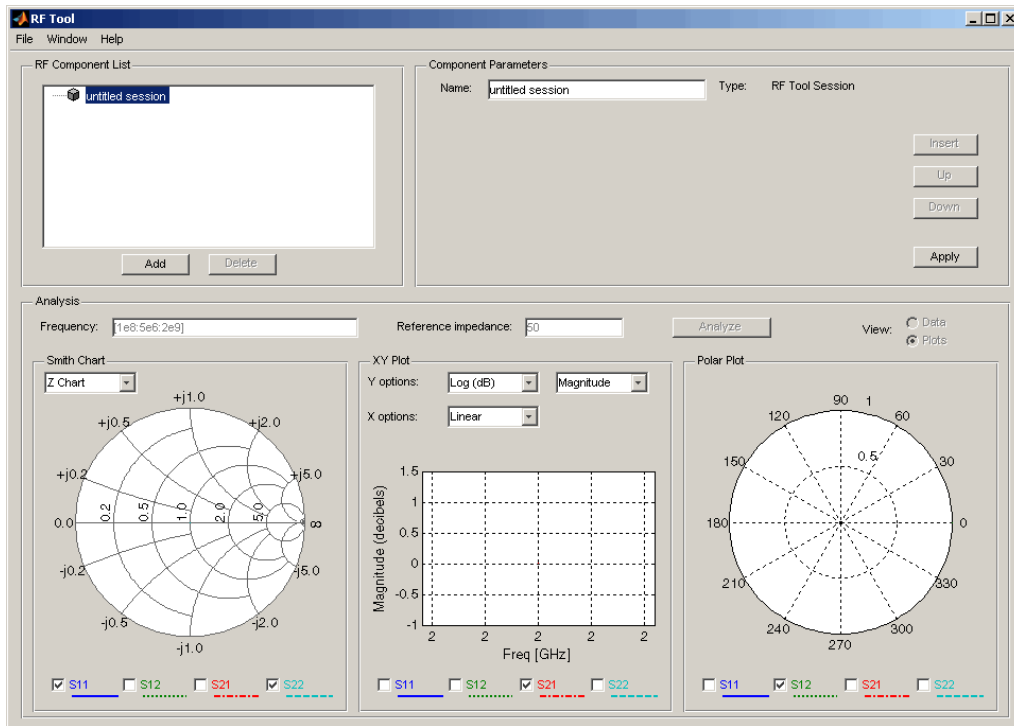 RF Tool
File Window Help
RF Component List
untitled session
Add Delete
Component Parameters
Name: untitled session Type: RF Tool Session
Insert
Up
Down
Apply
Analysis
Frequency: [1e8:5e6:2e9] Reference impedance: 50 Analyze View: Data
Plots
Smith Chart
Z Chart
+j1.0
+j0.5 +j2.0
+j0.2 +j5.0
0.0 0.2 0.5 1.0 2.0 5.0 ∞
-j0.2 -j5.0
-j0.5 -j2.0
-j1.0
S11 S12 S21 S22
XY Plot
Y options: Log (dB) Magnitude
X options: Linear
1.5
1
0.5
0
-0.5
-1
Magnitude (decibels)
2 2 2 2 2
Freq [GHz]
S11 S12 S21 S22
Polar Plot
90 1
120 60
0.5
150 30
180 0
210 330
240 300
270
S11 S12 S21 S22